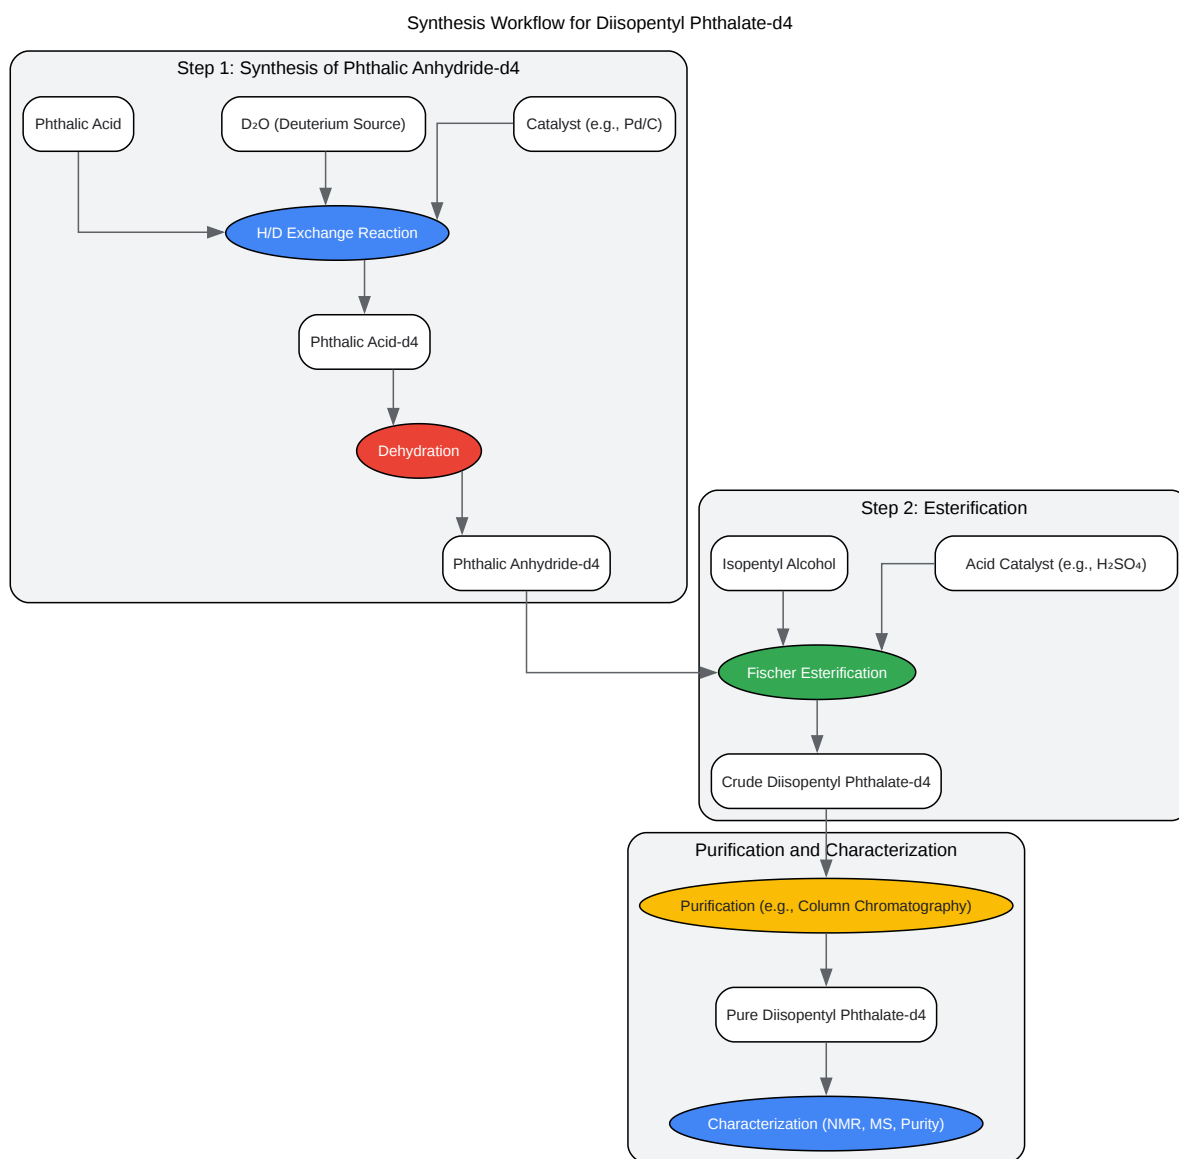 Synthesis Workflow for Diisopentyl Phthalate-d4
Step 1: Synthesis of Phthalic Anhydride-d4
Phthalic Acid
D₂O (Deuterium Source)
Catalyst (e.g., Pd/C)
H/D Exchange Reaction
Phthalic Acid-d4
Dehydration
Phthalic Anhydride-d4
Step 2: Esterification
Isopentyl Alcohol
Acid Catalyst (e.g., H₂SO₄)
Fischer Esterification
Crude Diisopentyl Phthalate-d4
Purification and Characterization
Purification (e.g., Column Chromatography)
Pure Diisopentyl Phthalate-d4
Characterization (NMR, MS, Purity)